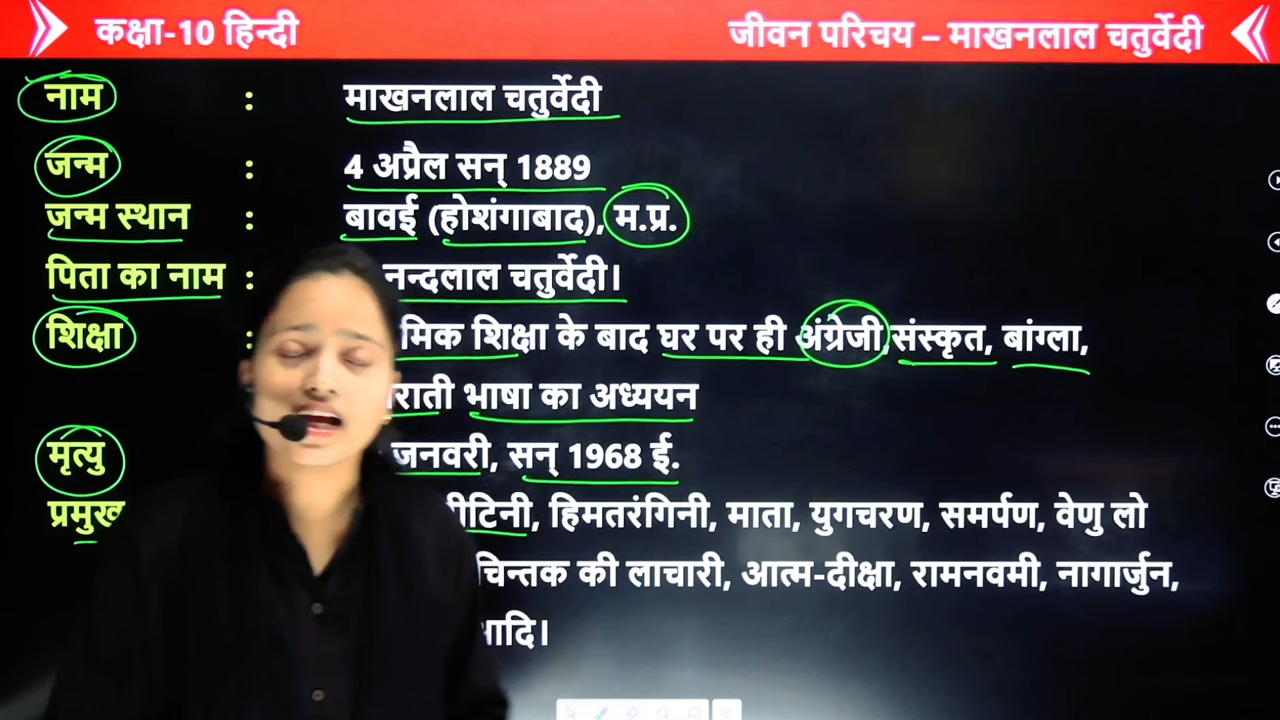 कक्षा-10 हिन्दी
जीवन परिचय – माखनलाल चतुर्वेदी
नाम : माखनलाल चतुर्वेदी
जन्म : 4 अप्रैल सन् 1889
जन्म स्थान : बावई (होशंगाबाद), म.प्र.
पिता का नाम : नन्दलाल चतुर्वेदी।
शिक्षा : शिक्षा के बाद घर पर ही अंग्रेजी,संस्कृत, बांग्ला,
भाषा का अध्ययन
मृत्यु जनवरी, सन् 1968 ई.
प्रमुख हिमतरंगिनी, माता, युगचरण, समर्पण, वेणु लो
की लाचारी, आत्म-दीक्षा, रामनवमी, नागार्जुन,